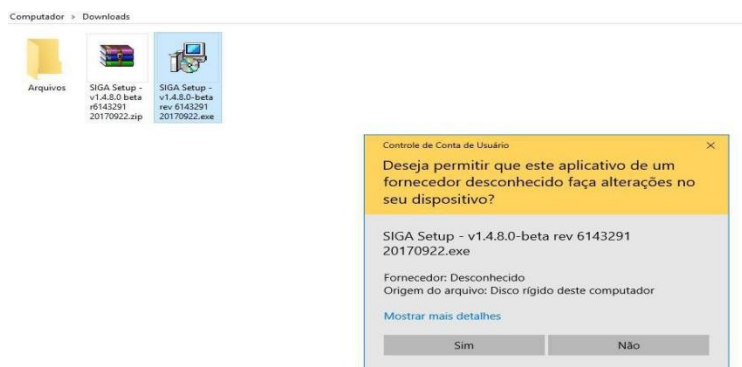 Computador > Downloads
Arquivos
SIGA Setup -
v1.4.8.0 beta
r6143291
20170922.zip
SIGA Setup -
v1.4.8.0-beta
rev 6143291
20170922.exe
Controle de Conta de Usuário
Deseja permitir que este aplicativo de um
fornecedor desconhecido faça alterações no
seu dispositivo?
SIGA Setup - v1.4.8.0-beta rev 6143291
20170922.exe
Fornecedor: Desconhecido
Origem do arquivo: Disco rígido deste computador
Mostrar mais detalhes
Sim
Não